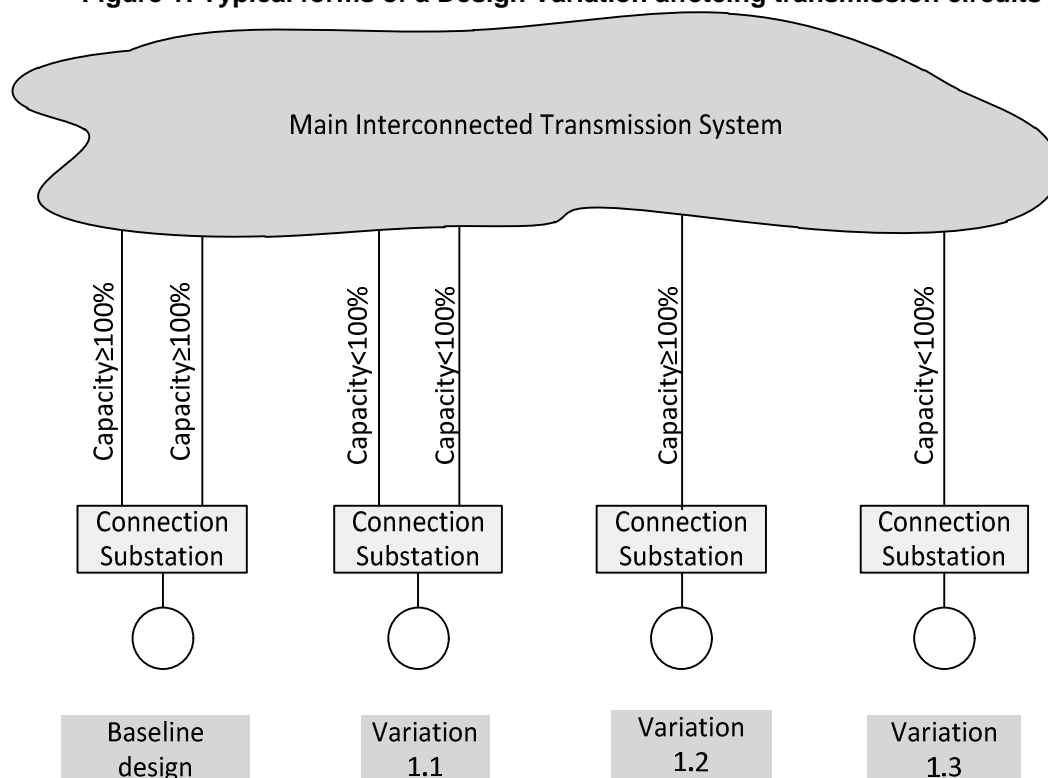 Figure 1: Typical forms of a Design Variation transmission circuits
Main Interconnected Transmission System
Capacity≥100%
Capacity≥100%
Capacity<100%
Capacity<100%
Capacity≥100%
Capacity<100%
Connection
Substation
Connection
Substation
Connection
Substation
Connection
Substation
Baseline
design
Variation
1.1
Variation
1.2
Variation
1.3